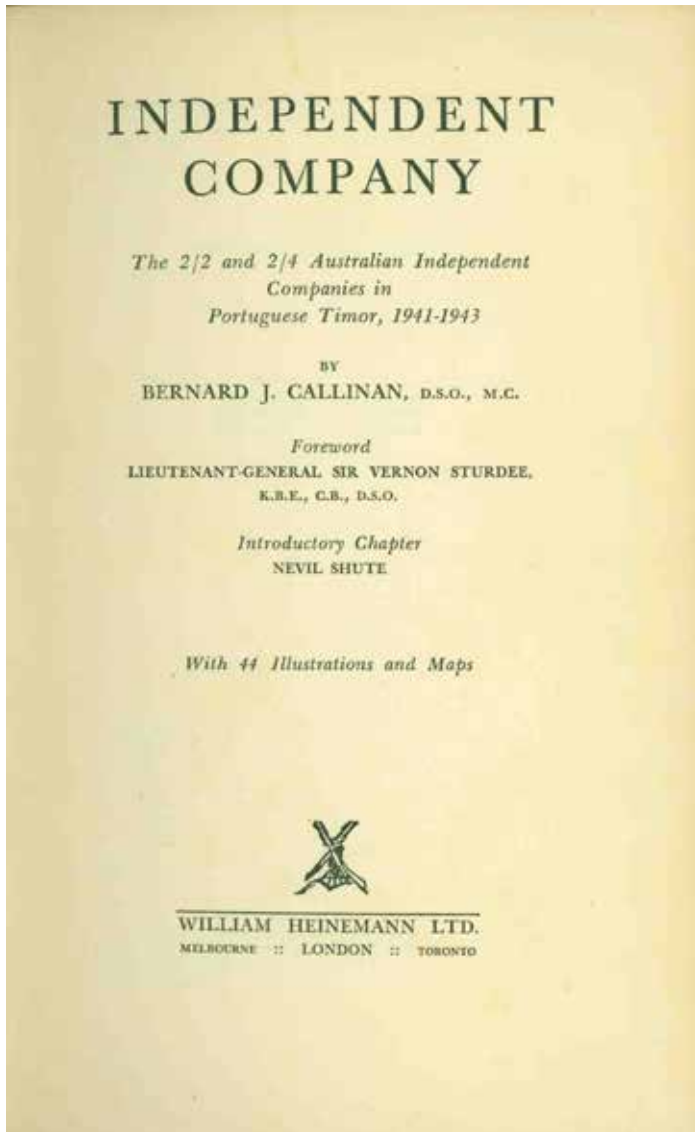 INDEPENDENT
COMPANY
The 2/2 and 2/4 Australian Independent
Companies in
Portuguese Timor, 1941-1943
BY
BERNARD J. CALLINAN, D.S.O., M.C.
Foreword
LIEUTENANT-GENERAL SIR VERNON STURDEE,
K.B.E., C.B., D.S.O.
Introductory Chapter
NEVIL SHUTE
With 44 Illustrations and Maps
WILLIAM HEINEMANN LTD.
MELBOURNE :: LONDON :: TORONTO